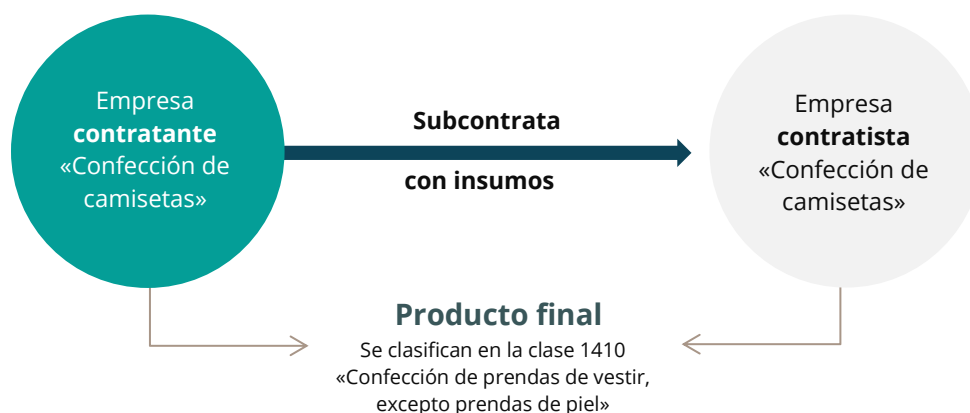 Empresa
contratante
«Confección de
camisetas»
Subcontrata
con insumos
Empresa
contratista
«Confección de
camisetas»
Producto final
Se clasifican en la clase 1410
«Confección de prendas de vestir,
excepto prendas de piel»